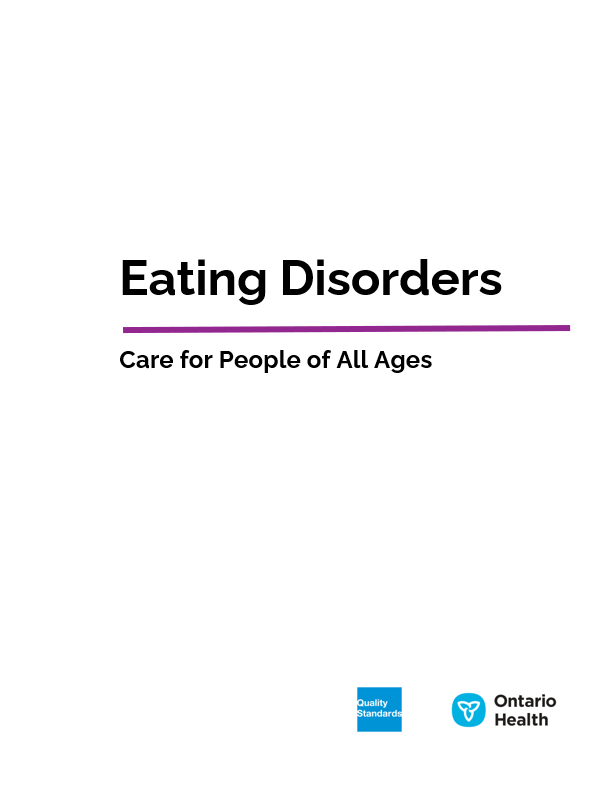 Eating Disorders
Care for People of All Ages
Quality
Standards
Ontario
Health